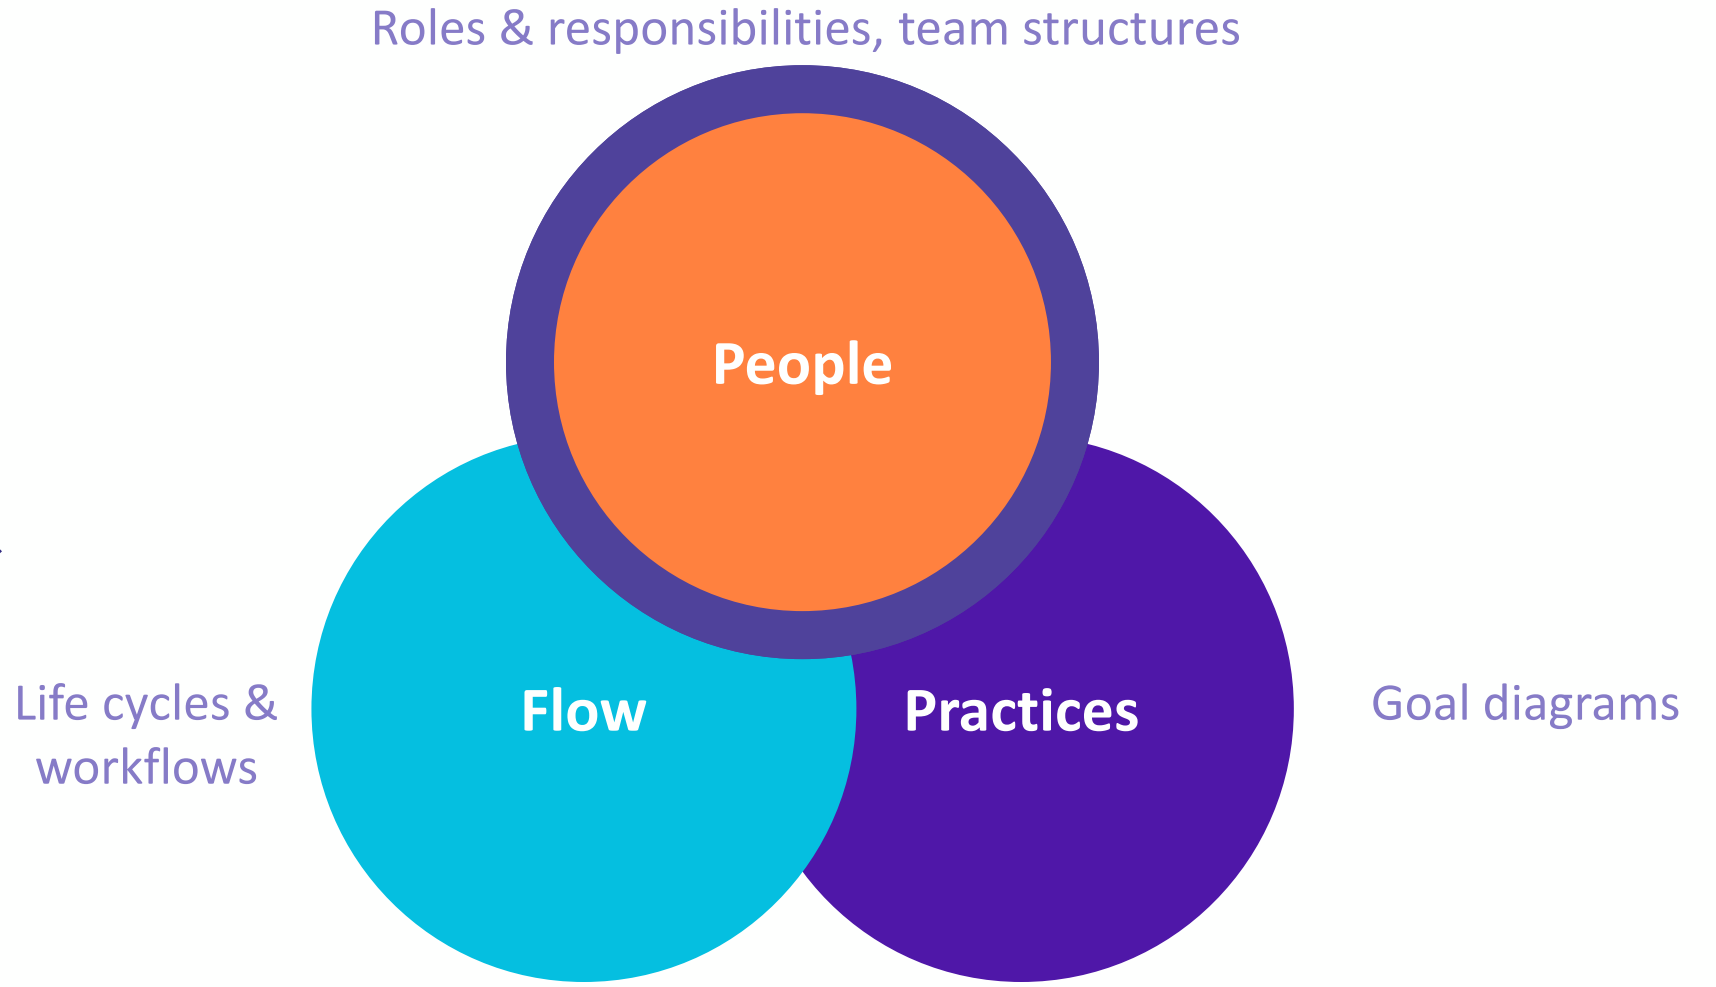 Roles & responsibilities, team structures
People
Life cycles &
workflows
Flow
Practices
Goal diagrams